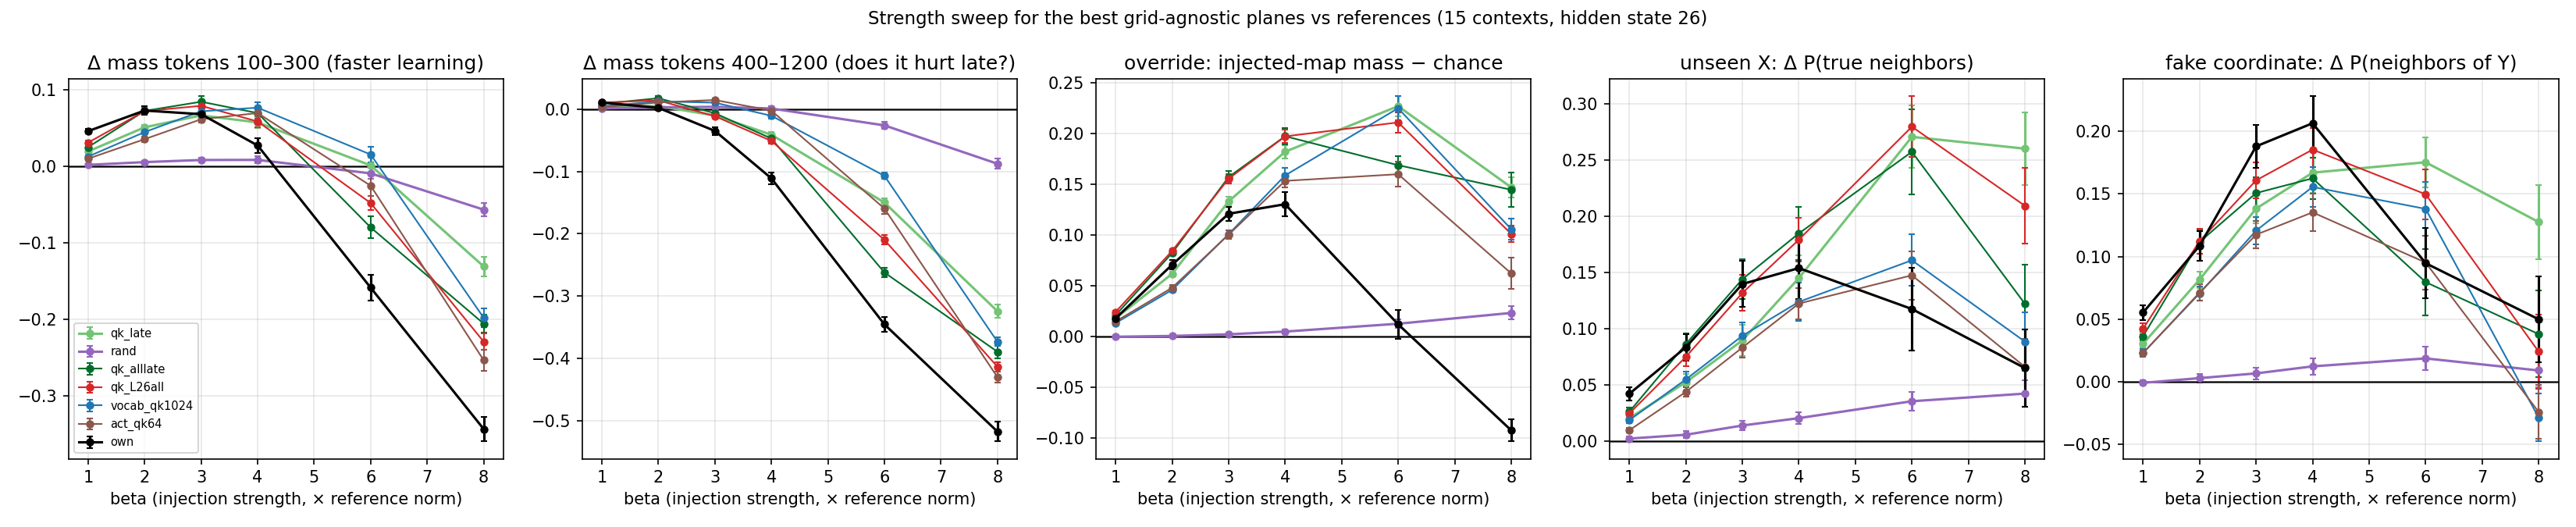 Strength sweep for the best grid-agnostic planes vs references (15 contexts, hidden state 26)
Δ mass tokens 100–300 (faster learning)
0.1
0.0
−0.1
−0.2
−0.3
qk_late
rand
qk_alllate
qk_L26all
vocab_qk1024
act_qk64
own
1 2 3 4 5 6 7 8
beta (injection strength, × reference norm)
Δ mass tokens 400–1200 (does it hurt late?)
0.0
−0.1
−0.2
−0.3
−0.4
−0.5
1 2 3 4 5 6 7 8
beta (injection strength, × reference norm)
override: injected-map mass − chance
0.25
0.20
0.15
0.10
0.05
0.00
−0.05
−0.10
1 2 3 4 5 6 7 8
beta (injection strength, × reference norm)
unseen X: Δ P(true neighbors)
0.30
0.25
0.20
0.15
0.10
0.05
0.00
1 2 3 4 5 6 7 8
beta (injection strength, × reference norm)
fake coordinate: Δ P(neighbors of Y)
0.20
0.15
0.10
0.05
0.00
−0.05
1 2 3 4 5 6 7 8
beta (injection strength, × reference norm)